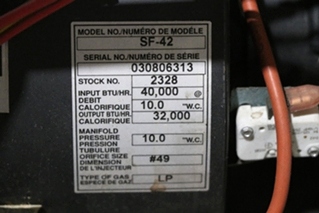 MODEL NO./NUMÉRO DE MODÈLE
SF-42
SERIAL NO./NUMÉRO DE SÉRIE
030806313
STOCK NO. 2328
INPUT BTU/HR. 40,000
DEBIT
CALORIFIQUE 10.0 "W.C.
OUTPUT BTU/HR. 32,000
CALORIFIQUE
MANIFOLD
PRESSURE 10.0 "W.C.
PRESSION
TUBULURE
ORIFICE SIZE #49
DIMENSION
DE L'INJECTEUR
TYPE OF GAS LP
ESPECE DE GAZ